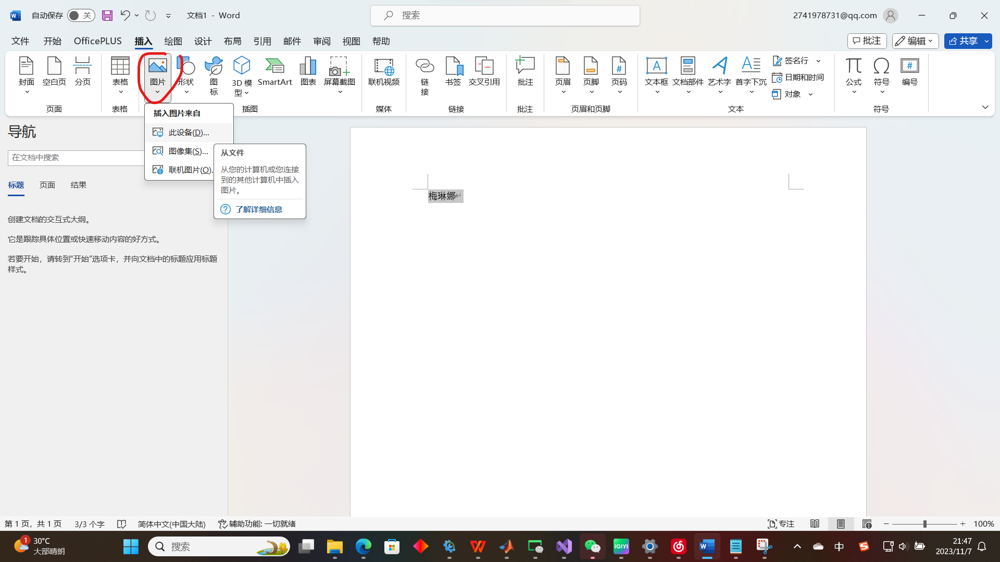 自动保存 关 文档1 - Word 搜索 2741978731@qq.com
文件 开始 OfficePLUS 插入 绘图 设计 布局 引用 邮件 审阅 视图 帮助 批注 编辑 共享
封面 空白页 分页 表格 图片 形状 图标 3D 模型 SmartArt 图表 屏幕截图 联机视频 链接 书签 交叉引用 批注 页眉 页脚 页码 文本框 文档部件 艺术字 首字下沉 公式 符号 编号
签名行
日期和时间
对象
页面 表格 插图 媒体 链接 批注 页眉和页脚 文本 符号
插入图片来自
此设备(D)...
图像集(S)...
联机图片(O).
从文件
从您的计算机或您连接
到的其他计算机中插入
图片。
了解详细信息
导航
在文档中搜索
标题 页面 结果
创建文档的交互式大纲。
它是跟踪具体位置或快速移动内容的好方式。
若要开始，请转到“开始”选项卡，并向文档中的标题应用标题
样式。
梅琳娜↵
第 1 页，共 1 页 3/3 个字 简体中文(中国大陆) 辅助功能: 一切就绪 专注 100%
1 30°C
大部晴朗
搜索
iQIYI
中
21:47
2023/11/7